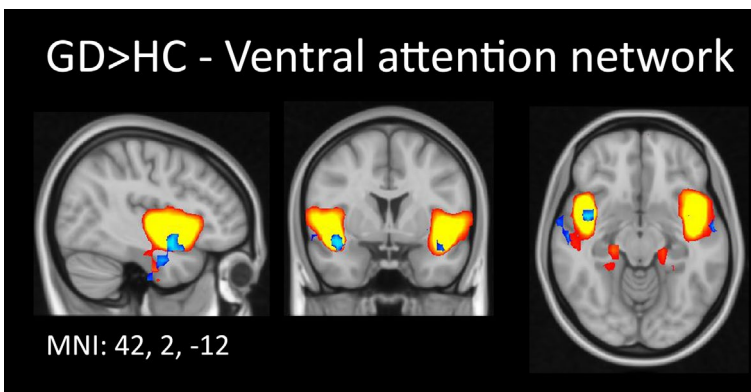 GD>HC - Ventral attention network
MNI: 42, 2, -12